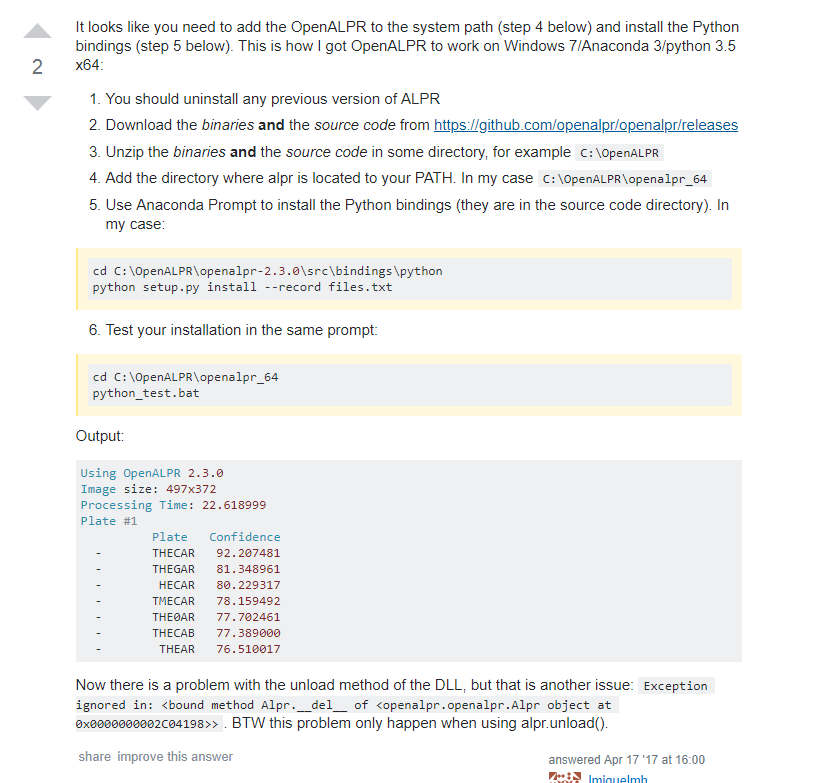 It looks like you need to add the OpenALPR to the system path (step 4 below) and install the Python
bindings (step 5 below). This is how I got OpenALPR to work on Windows 7/Anaconda 3/python 3.5
x64:
2
1. You should uninstall any previous version of ALPR
2. Download the binaries and the source code from https://github.com/openalpr/openalpr/releases
3. Unzip the binaries and the source code in some directory, for example C:\OpenALPR
4. Add the directory where alpr is located to your PATH. In my case C:\OpenALPR\openalpr_64
5. Use Anaconda Prompt to install the Python bindings (they are in the source code directory). In
my case:
cd C:\OpenALPR\openalpr-2.3.0\src\bindings\python
python setup.py install --record files.txt
6. Test your installation in the same prompt:
cd C:\OpenALPR\openalpr_64
python_test.bat
Output:
Using OpenALPR 2.3.0
Image size: 497x372
Processing Time: 22.618999
Plate #1
Plate Confidence
- THECAR 92.207481
- THEGAR 81.348961
- HECAR 80.229317
- TMECAR 78.159492
- THE0AR 77.702461
- THECAB 77.389000
- THEAR 76.510017
Now there is a problem with the unload method of the DLL, but that is another issue: Exception
ignored in: <bound method Alpr.__del__ of <openalpr.openalpr.Alpr object at
0x0000000002C04198>> . BTW this problem only happen when using alpr.unload().
share improve this answer
answered Apr 17 '17 at 16:00
lmiguelmh